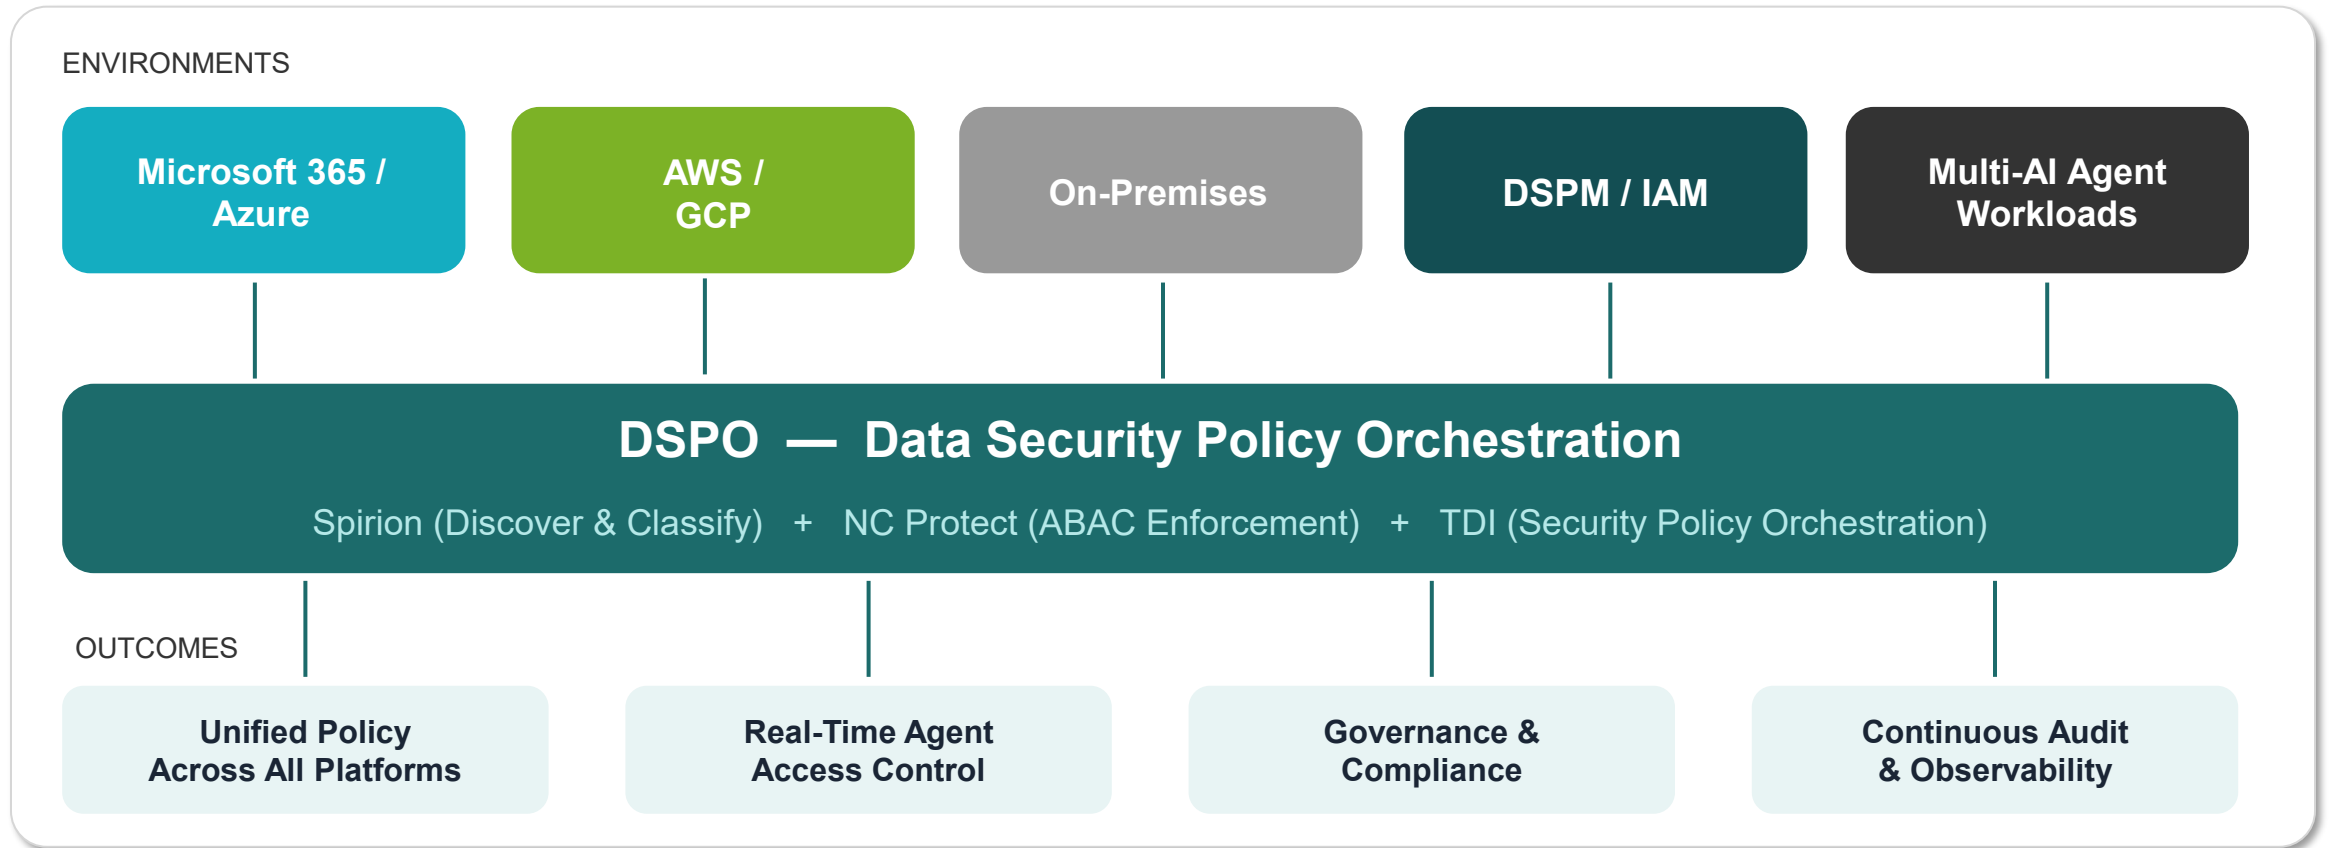 ENVIRONMENTS
Microsoft 365 /
Azure
AWS /
GCP
On-Premises
DSPM / IAM
Multi-AI Agent
Workloads
DSPO — Data Security Policy Orchestration
Spirion (Discover & Classify) + NC Protect (ABAC Enforcement) + TDI (Security Policy Orchestration)
OUTCOMES
Unified Policy
Across All Platforms
Real-Time Agent
Access Control
Governance &
Compliance
Continuous Audit
& Observability